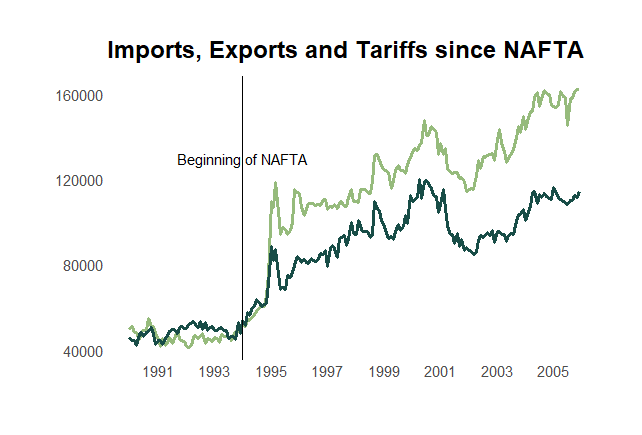 Imports, Exports and Tariffs since NAFTA
160000
Beginning of NAFTA
120000
80000
40000
1991 1993 1995 1997 1999 2001 2003 2005